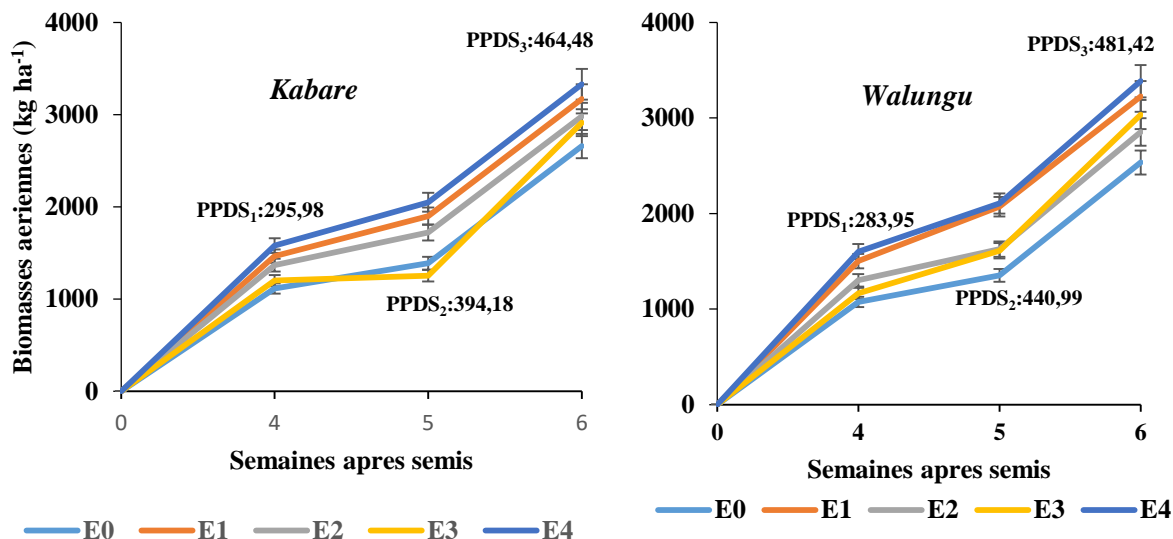 Biomasses aeriennes (kg ha⁻¹)
4000
3000
2000
1000
0
Kabare
PPDS₁:295,98
PPDS₂:394,18
PPDS₃:464,48
0 4 5 6
Semaines apres semis
E0 E1 E2 E3 E4
4000
3000
2000
1000
0
Walungu
PPDS₁:283,95
PPDS₂:440,99
PPDS₃:481,42
0 4 5 6
Semaines apres semis
E0 E1 E2 E3 E4